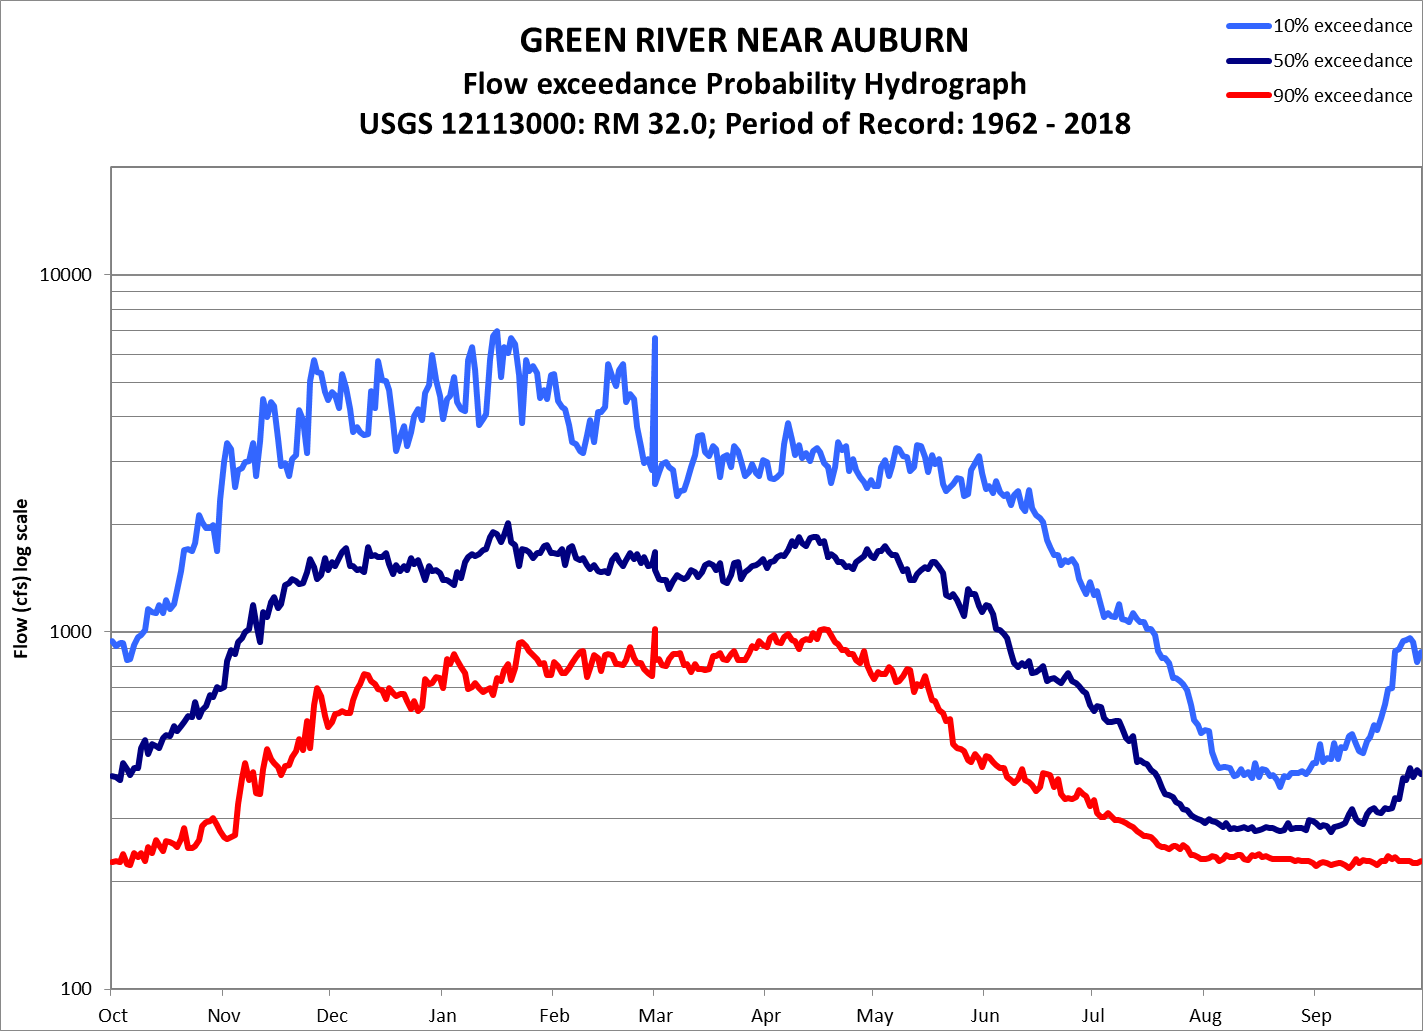 GREEN RIVER NEAR AUBURN
Flow exceedance Probability Hydrograph
USGS 12113000: RM 32.0; Period of Record: 1962 - 2018
10% exceedance
50% exceedance
90% exceedance
Flow (cfs) log scale
10000
1000
100
Oct Nov Dec Jan Feb Mar Apr May Jun Jul Aug Sep